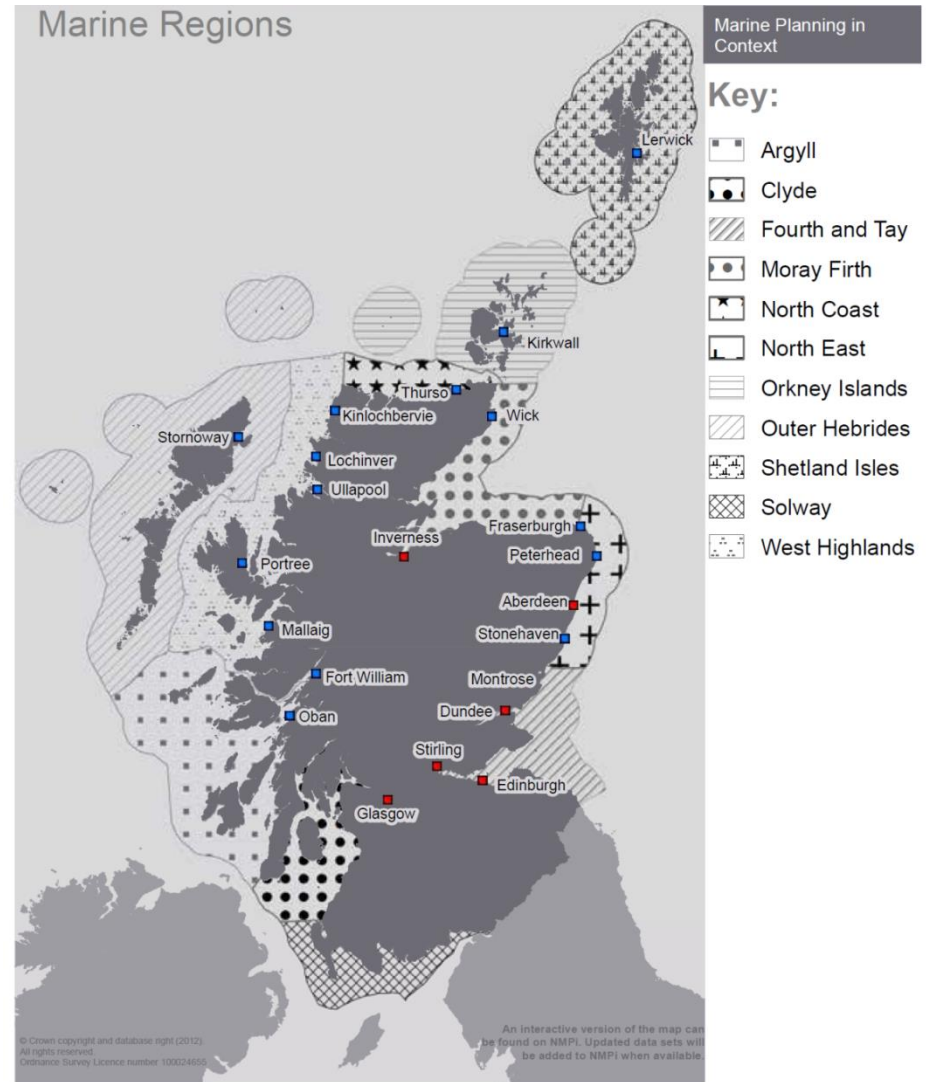 Marine Regions
Marine Planning in
Context
Key:
Argyll
Clyde
Fourth and Tay
Moray Firth
North Coast
North East
Orkney Islands
Outer Hebrides
Shetland Isles
Solway
West Highlands
Lerwick
Kirkwall
Thurso
Kinlochbervie
Wick
Stornoway
Lochinver
Ullapool
Fraserburgh
Inverness
Peterhead
Portree
Aberdeen
Mallaig
Stonehaven
Fort William
Montrose
Dundee
Oban
Stirling
Edinburgh
Glasgow
© Crown copyright and database right (2012).
All rights reserved
Ordnance Survey Licence number 100024655
An interactive version of the map can
be found on NMPi. Updated data sets will
be added to NMPi when available.